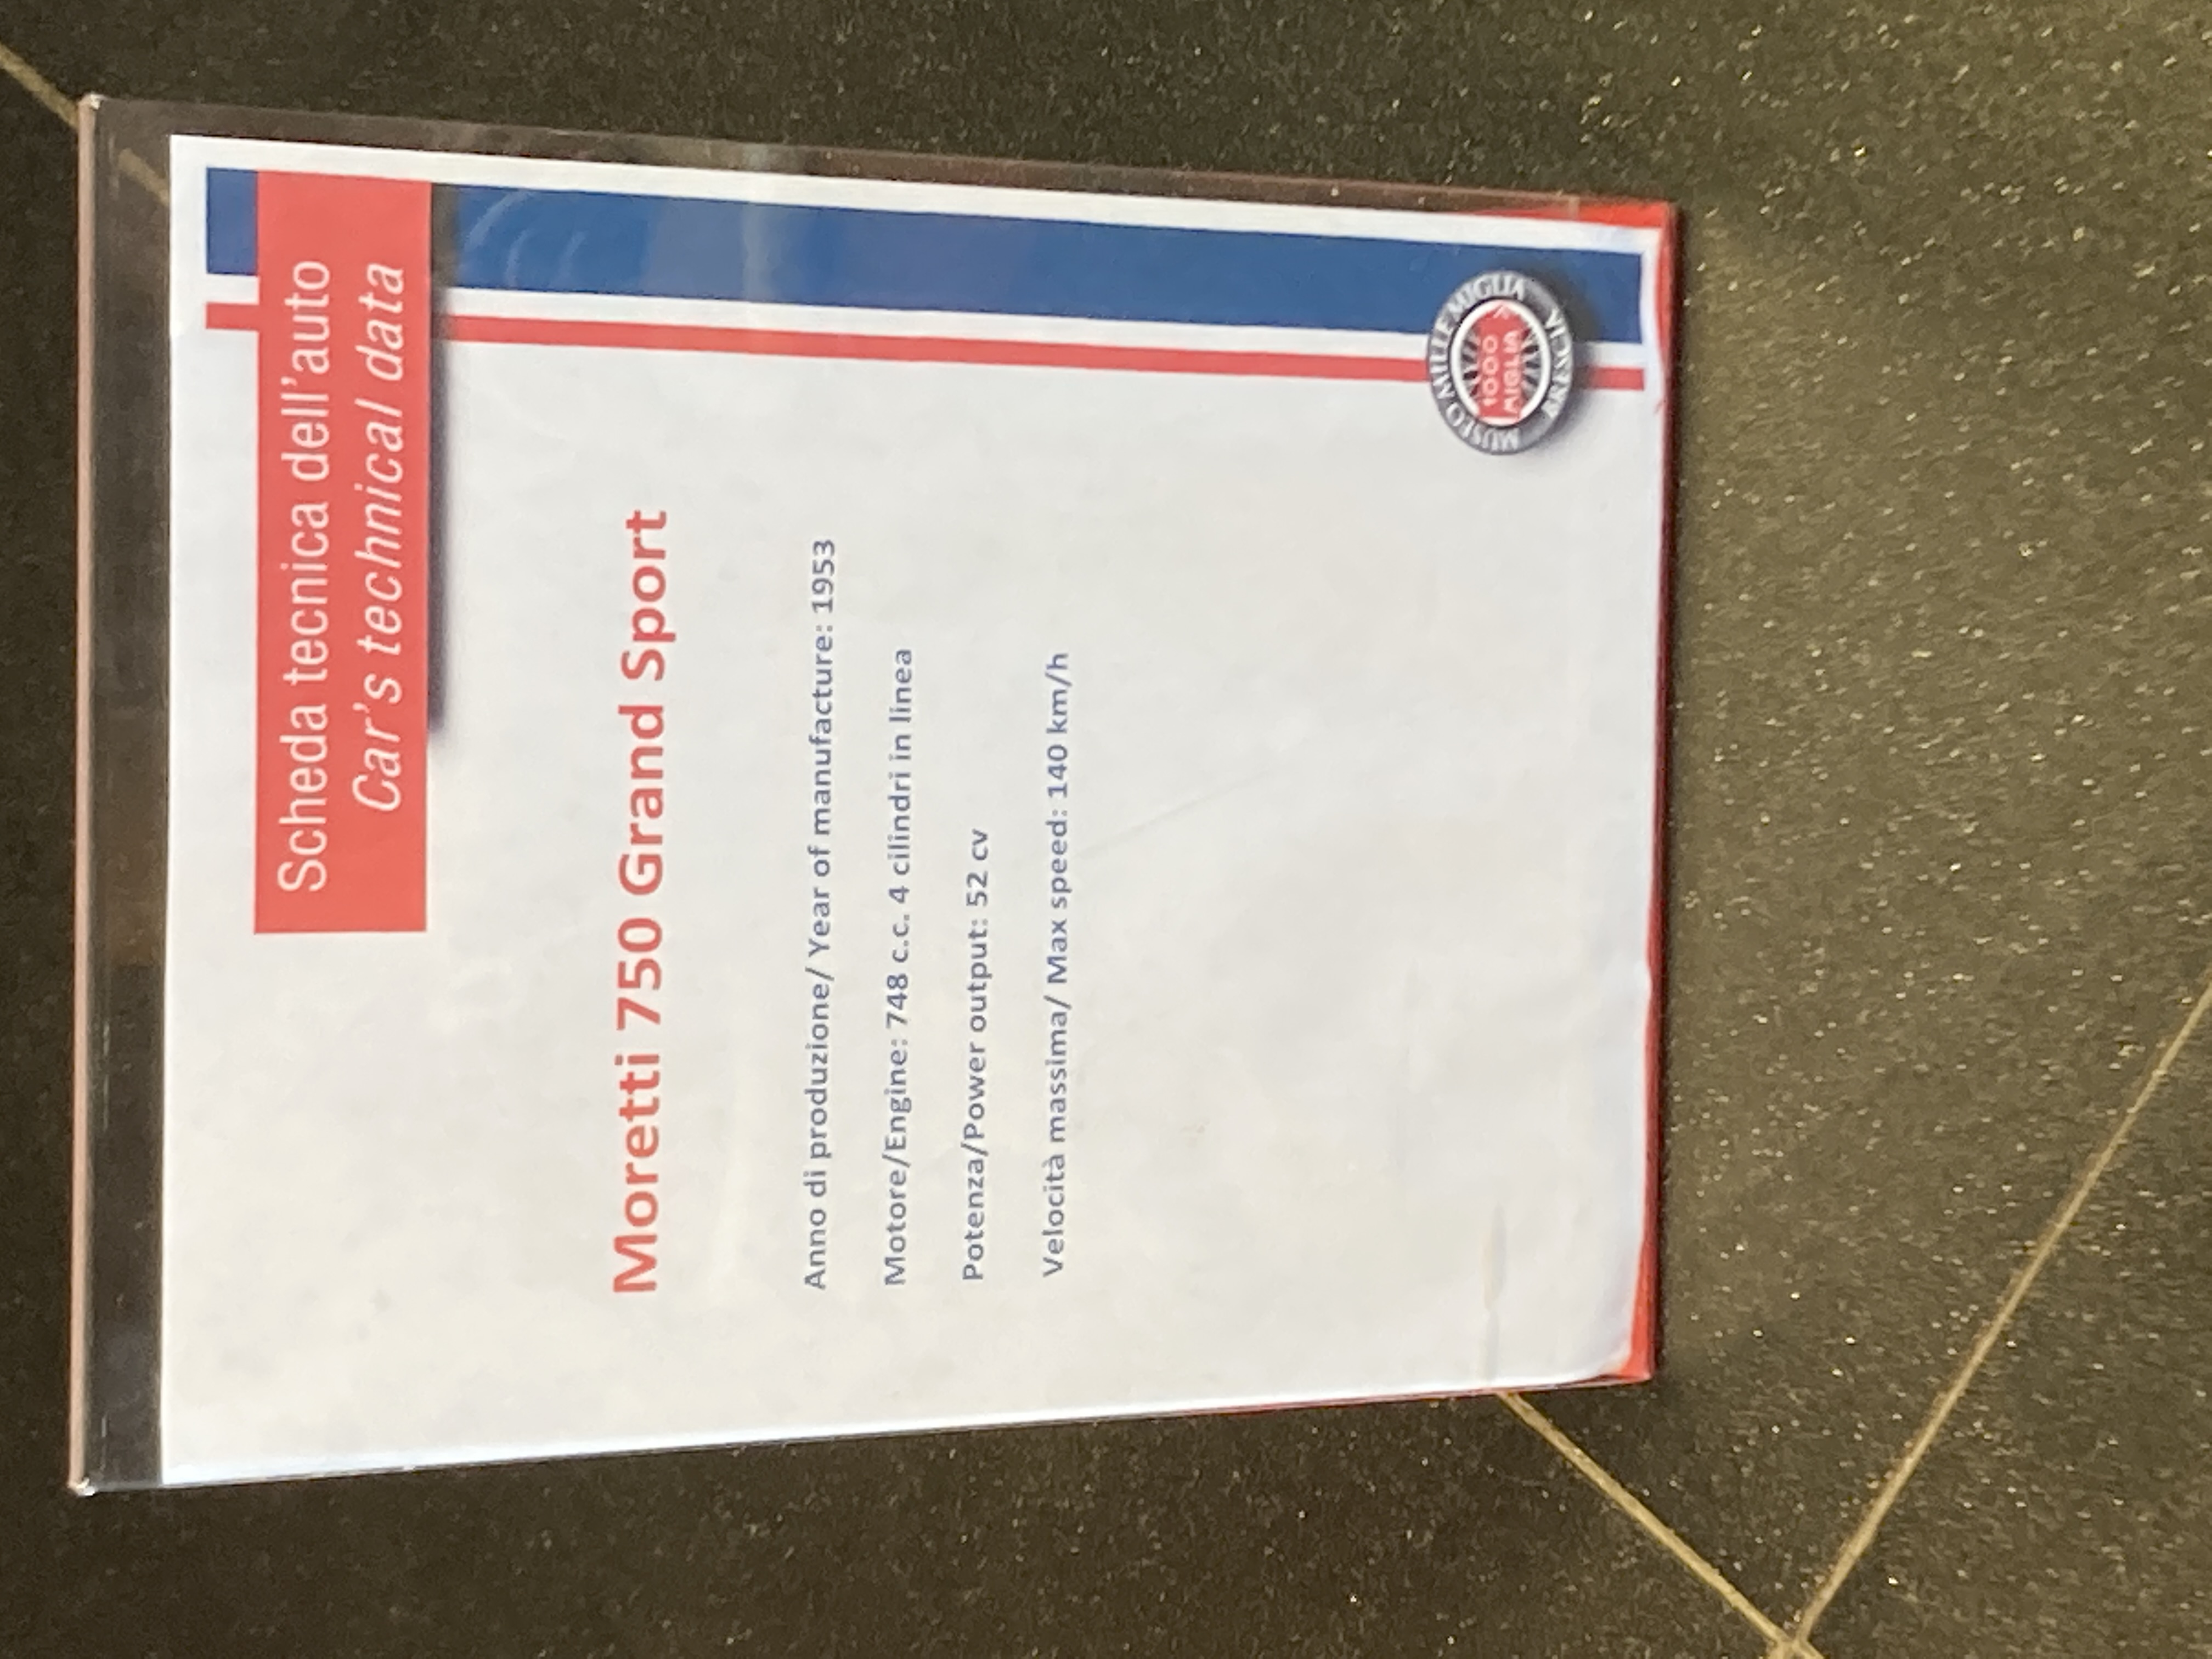 Scheda tecnica dell'auto
Car's technical data
Moretti 750 Grand Sport
Anno di produzione/ Year of manufacture: 1953
Motore/Engine: 748 c.c. 4 cilindri in linea
Potenza/Power output: 52 cv
Velocità massima/ Max speed: 140 km/h
MUSEO MILLE MIGLIA
1000
MIGLIA
BRESCIA